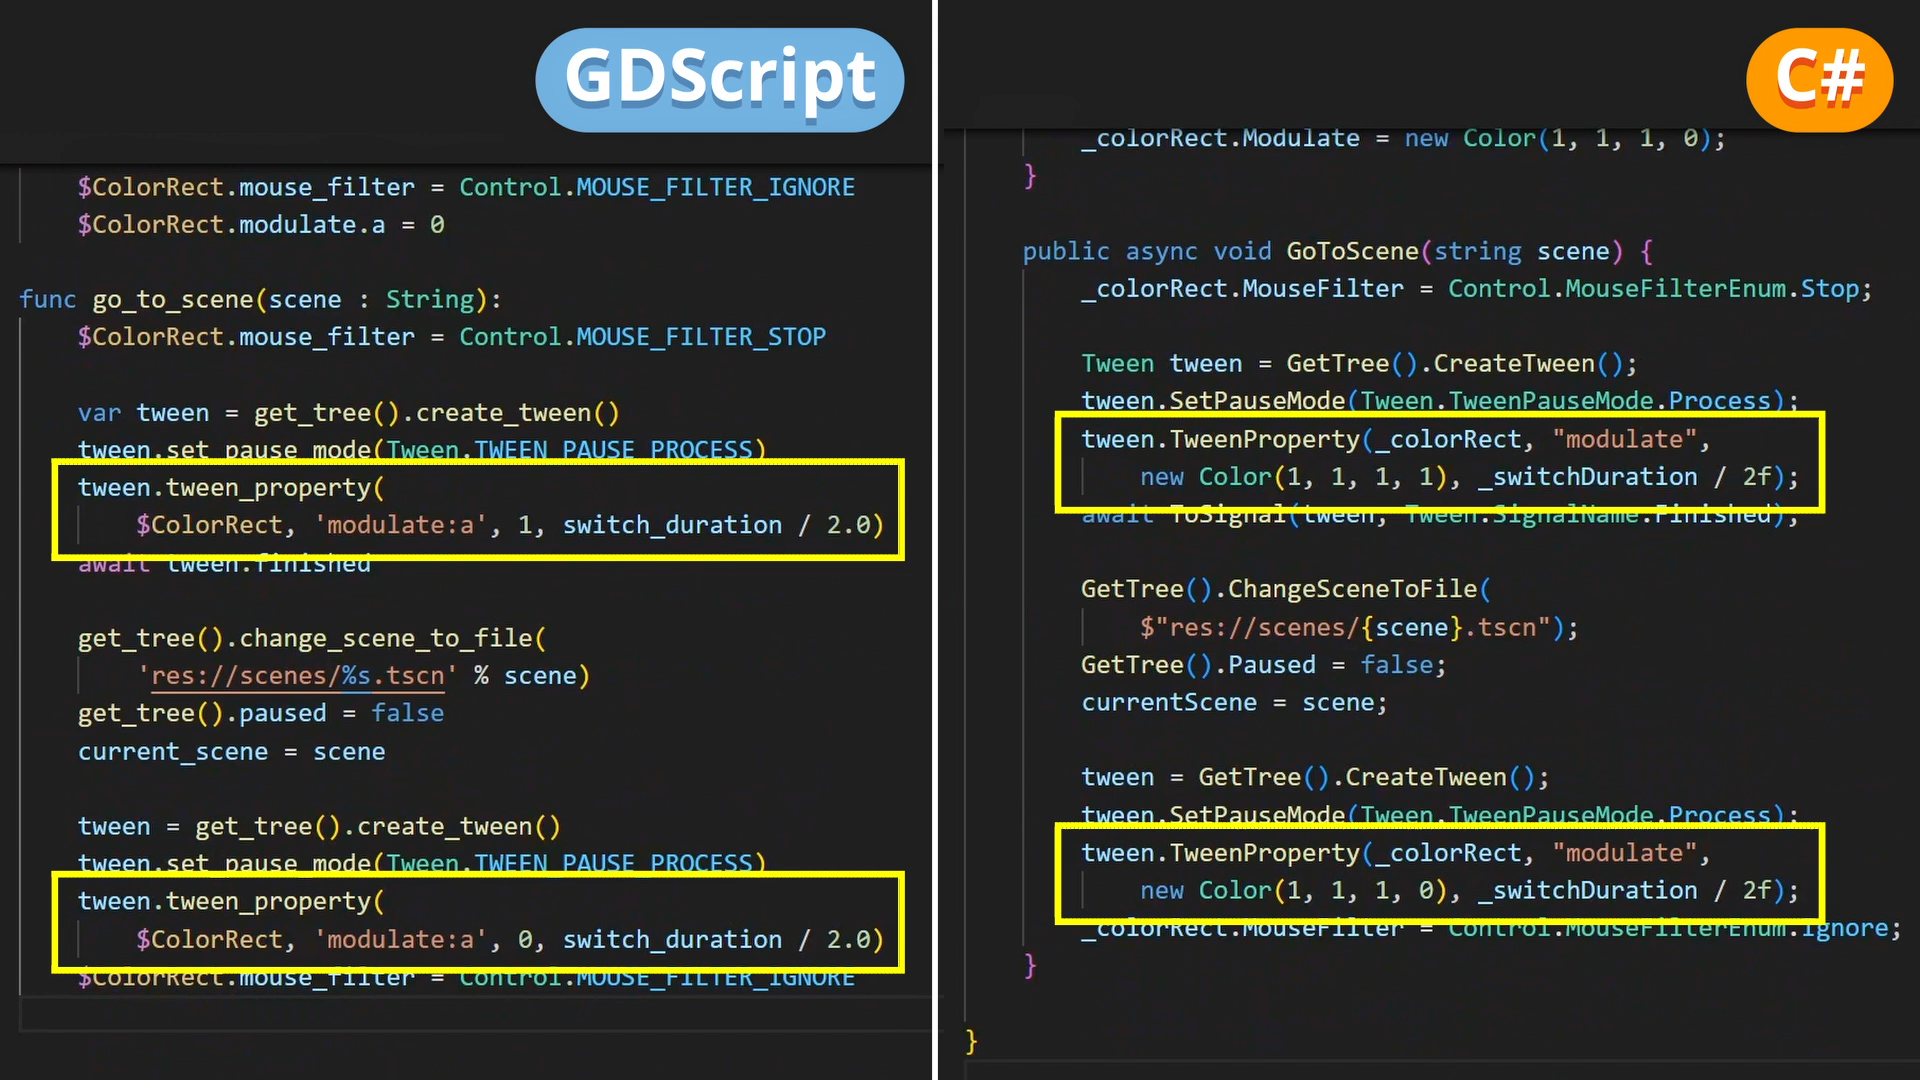 GDScript
$ColorRect.mouse_filter = Control.MOUSE_FILTER_IGNORE
$ColorRect.modulate.a = 0
func go_to_scene(scene : String):
$ColorRect.mouse_filter = Control.MOUSE_FILTER_STOP
var tween = get_tree().create_tween()
tween.set_pause_mode(Tween.TWEEN_PAUSE_PROCESS)
tween.tween_property(
$ColorRect, 'modulate:a', 1, switch_duration / 2.0)
await tween.finished
get_tree().change_scene_to_file(
'res://scenes/%s.tscn' % scene)
get_tree().paused = false
current_scene = scene
tween = get_tree().create_tween()
tween.set_pause_mode(Tween.TWEEN_PAUSE_PROCESS)
tween.tween_property(
$ColorRect, 'modulate:a', 0, switch_duration / 2.0)
$ColorRect.mouse_filter = Control.MOUSE_FILTER_IGNORE
C#
_colorRect.Modulate = new Color(1, 1, 1, 0);
}
public async void GoToScene(string scene) {
_colorRect.MouseFilter = Control.MouseFilterEnum.Stop;
Tween tween = GetTree().CreateTween();
tween.SetPauseMode(Tween.TweenPauseMode.Process);
tween.TweenProperty(_colorRect, "modulate",
new Color(1, 1, 1, 1), _switchDuration / 2f);
await ToSignal(tween, Tween.SignalName.Finished);
GetTree().ChangeSceneToFile(
$"res://scenes/{scene}.tscn");
GetTree().Paused = false;
currentScene = scene;
tween = GetTree().CreateTween();
tween.SetPauseMode(Tween.TweenPauseMode.Process);
tween.TweenProperty(_colorRect, "modulate",
new Color(1, 1, 1, 0), _switchDuration / 2f);
_colorRect.MouseFilter = Control.MouseFilterEnum.Ignore;
}
}